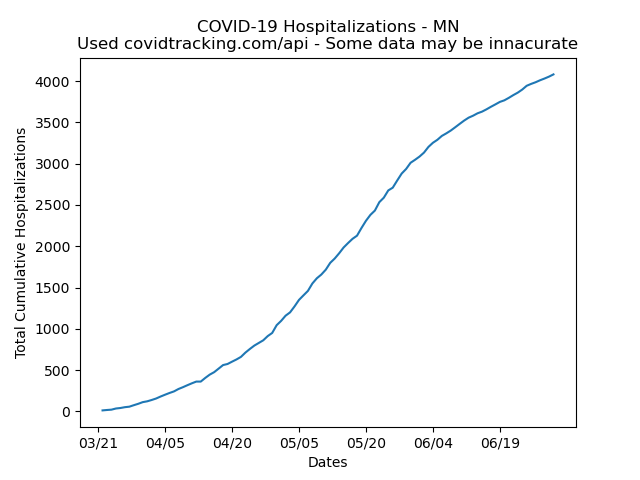 COVID-19 Hospitalizations - MN
Used covidtracking.com/api - Some data may be innacurate
Total Cumulative Hospitalizations
4000
3500
3000
2500
2000
1500
1000
500
0
03/21 04/05 04/20 05/05 05/20 06/04 06/19
Dates